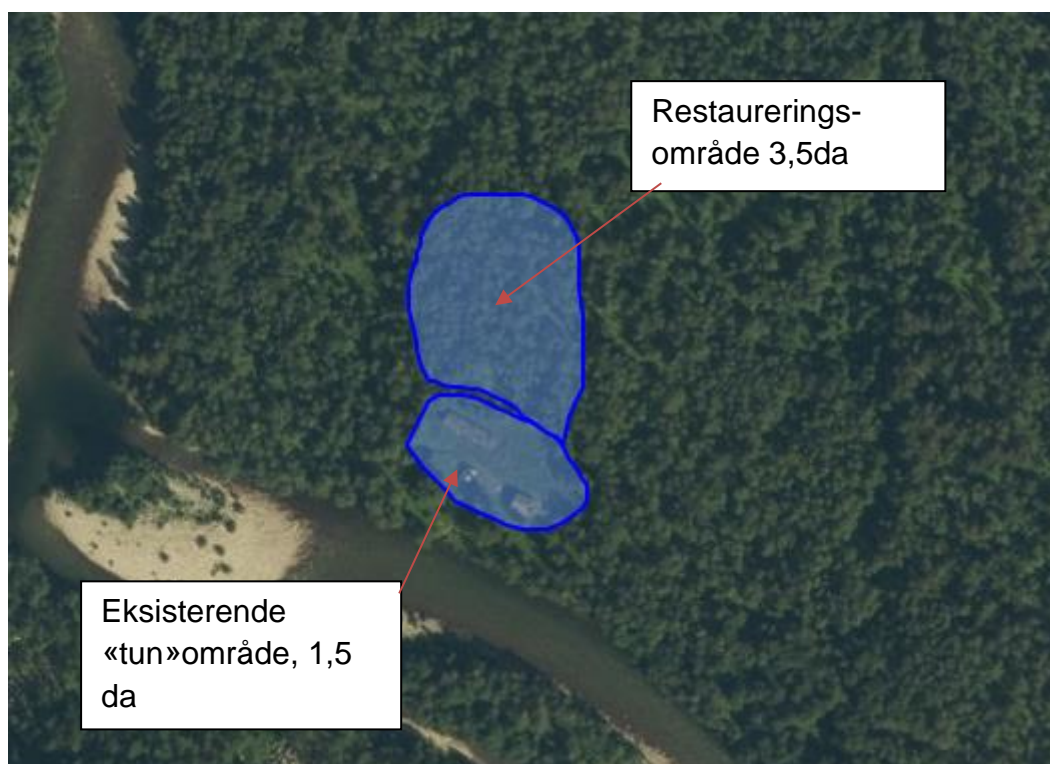 Restaurerings-
område 3,5da
Eksisterende
«tun»område, 1,5
da